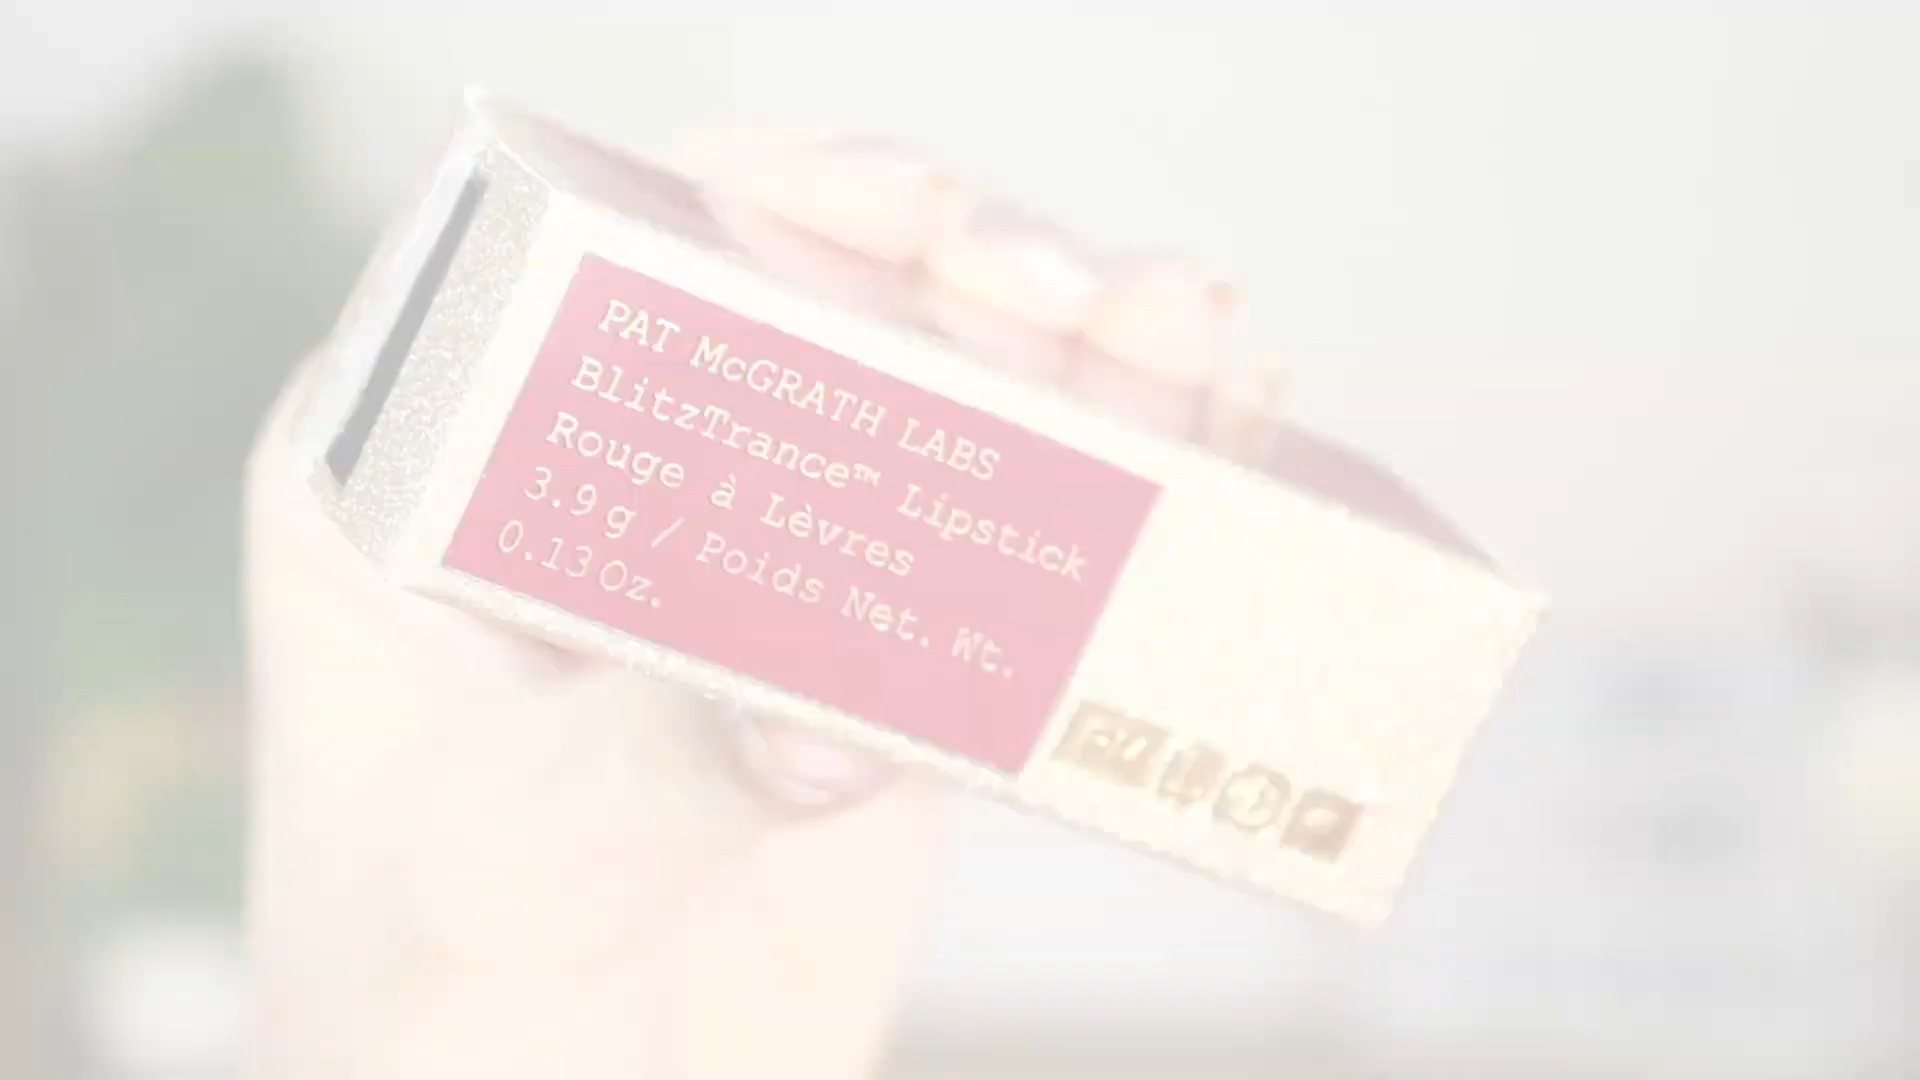 PAT McGRATH LABS
BlitzTrance™ Lipstick
Rouge à Lèvres
3.9 g / Poids Net. Wt.
0.13 Oz.